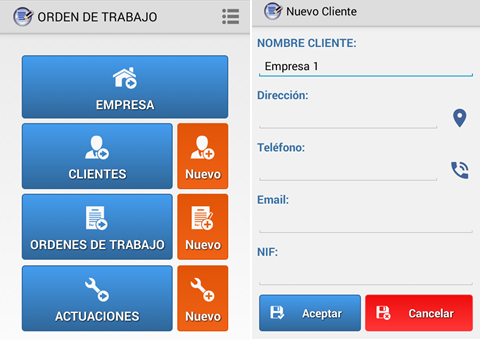 ORDEN DE TRABAJO
EMPRESA
CLIENTES
Nuevo
ORDENES DE TRABAJO
Nuevo
ACTUACIONES
Nuevo
Nuevo Cliente
NOMBRE CLIENTE:
Empresa 1
Dirección:
Teléfono:
Email:
NIF:
Aceptar
Cancelar